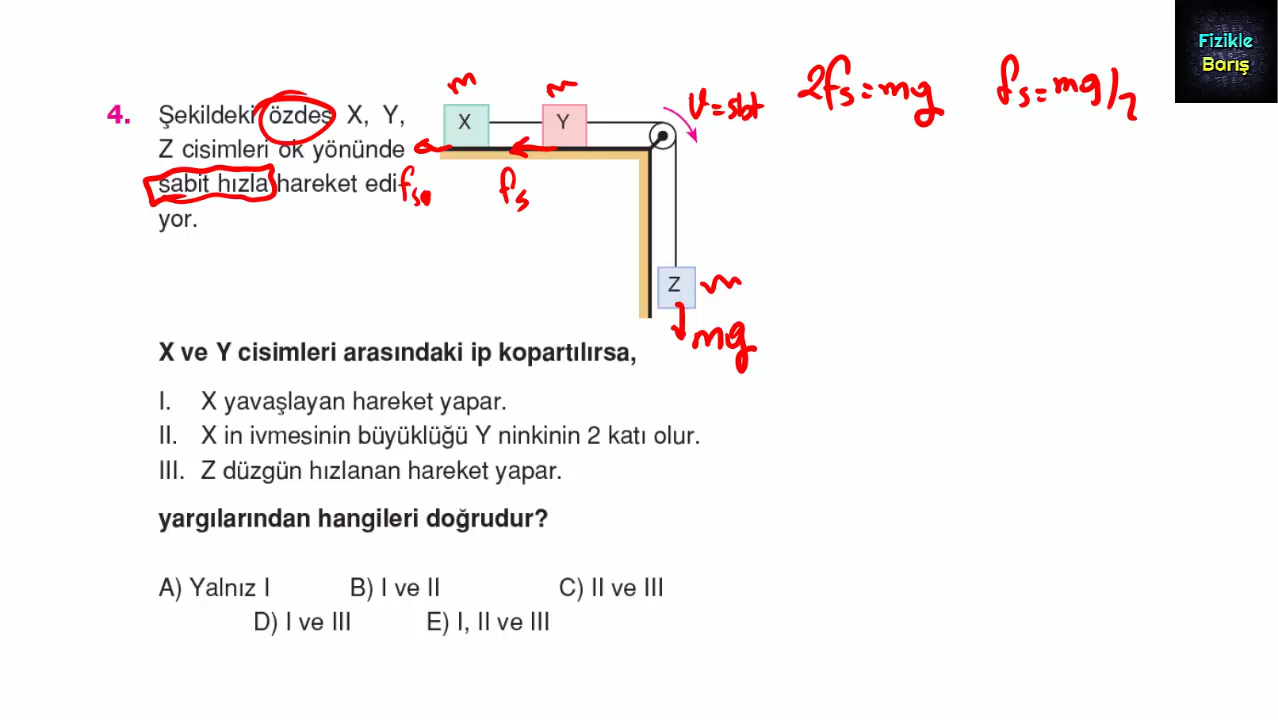 Fizikle
Barış
2fs=mg fs=mg/2
m m
4. Şekildeki özdeş X, Y,
X Y
V=sbt
Z cisimleri ok yönünde
sabit hızla hareket edi-
fs fs
yor.
Z m
mg
X ve Y cisimleri arasındaki ip kopartılırsa,
I. X yavaşlayan hareket yapar.
II. X in ivmesinin büyüklüğü Y ninkinin 2 katı olur.
III. Z düzgün hızlanan hareket yapar.
yargılarından hangileri doğrudur?
A) Yalnız I B) I ve II C) II ve III
D) I ve III E) I, II ve III